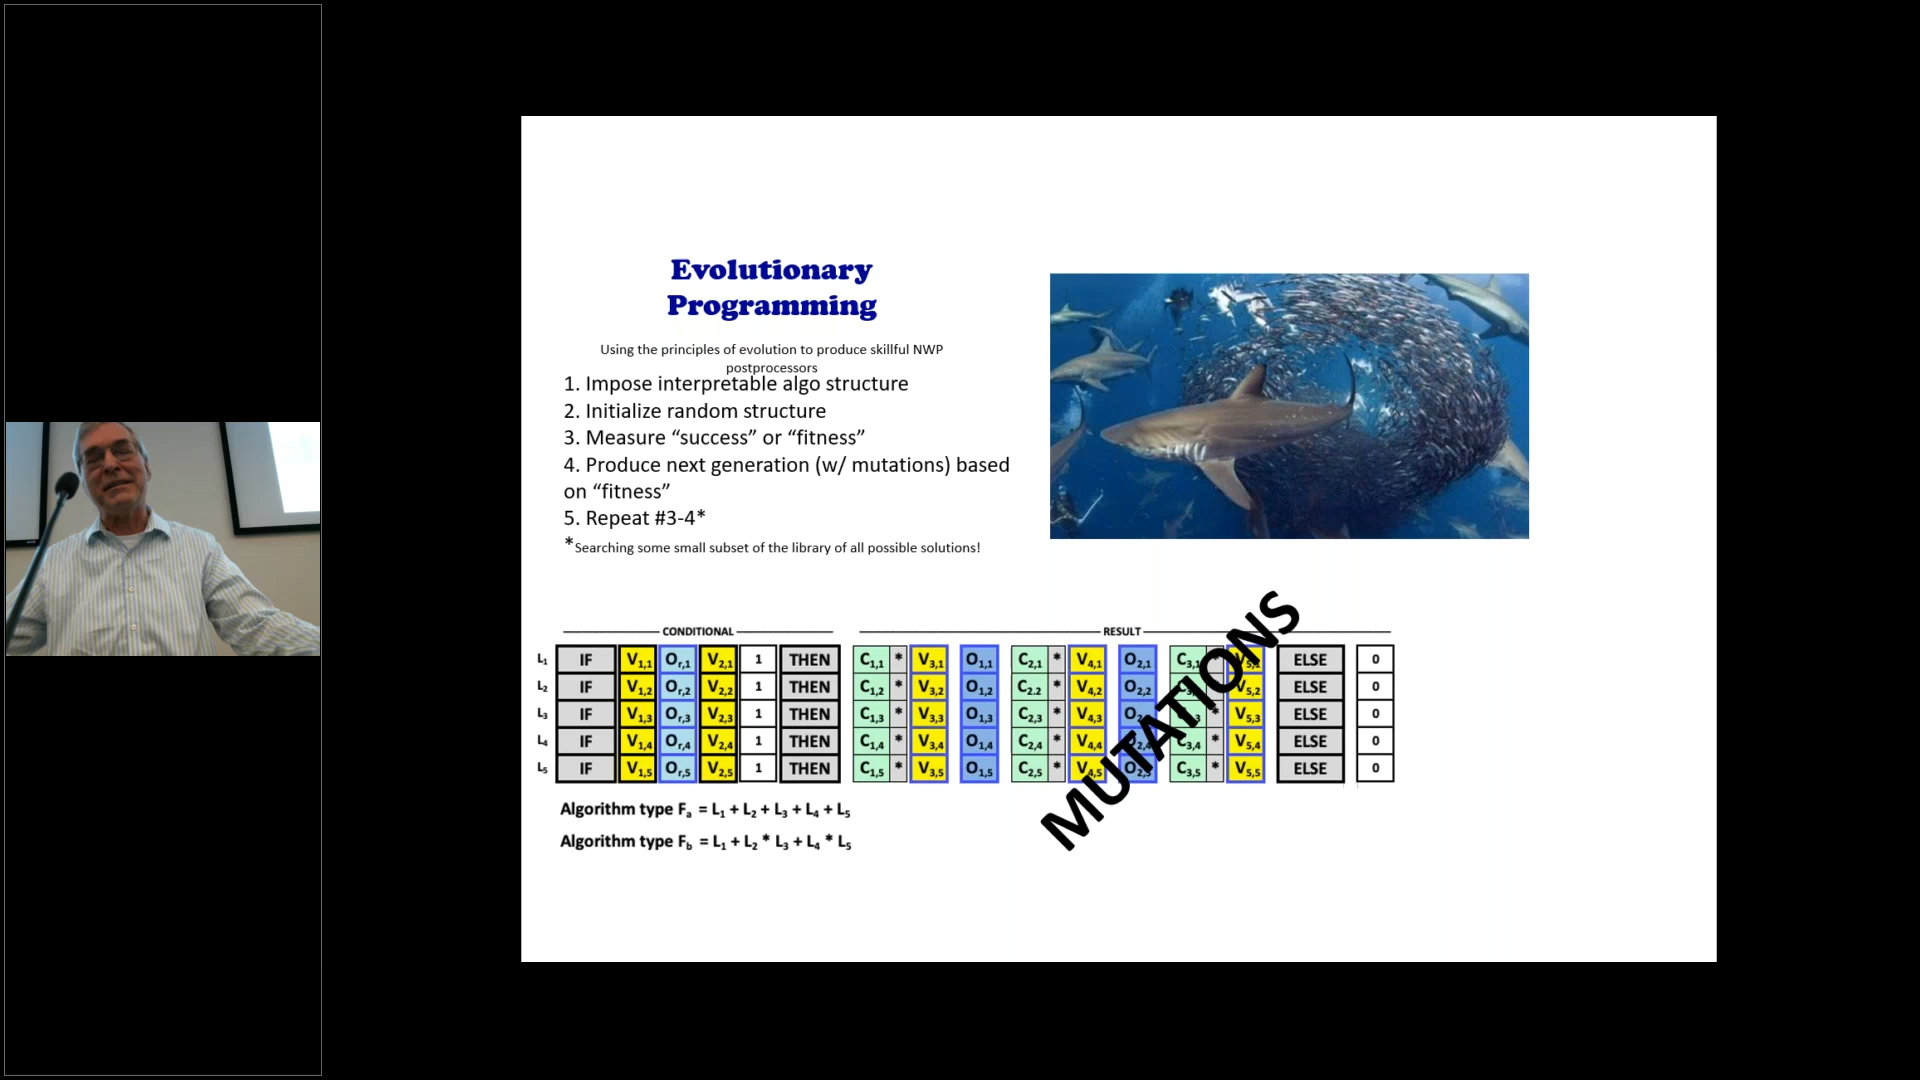 Evolutionary
Programming
Using the principles of evolution to produce skillful NWP
postprocessors
1. Impose interpretable algo structure
2. Initialize random structure
3. Measure “success” or “fitness”
4. Produce next generation (w/ mutations) based
on “fitness”
5. Repeat #3-4*
*Searching some small subset of the library of all possible solutions!
CONDITIONAL RESULT
L1 IF V1,1 Or,1 V2,1 1 THEN C1,1 * V3,1 O1,1 C2,1 * V4,1 O2,1 C3,1 * V5,1 ELSE 0
L2 IF V1,2 Or,2 V2,2 1 THEN C1,2 * V3,2 O1,2 C2.2 * V4,2 O2,2 V5,2 ELSE 0
L3 IF V1,3 Or,3 V2,3 1 THEN C1,3 * V3,3 O1,3 C2,3 * V4,3 * V5,3 ELSE 0
L4 IF V1,4 Or,4 V2,4 1 THEN C1,4 * V3,4 O1,4 C2,4 * V4,4 O2,4 C3,4 * V5,4 ELSE 0
L5 IF V1,5 Or,5 V2,5 1 THEN C1,5 * V3,5 O1,5 C2,5 * V4,5 O2,5 C3,5 * V5,5 ELSE 0
MUTATIONS
Algorithm type Fa = L1 + L2 + L3 + L4 + L5
Algorithm type Fb = L1 + L2 * L3 + L4 * L5